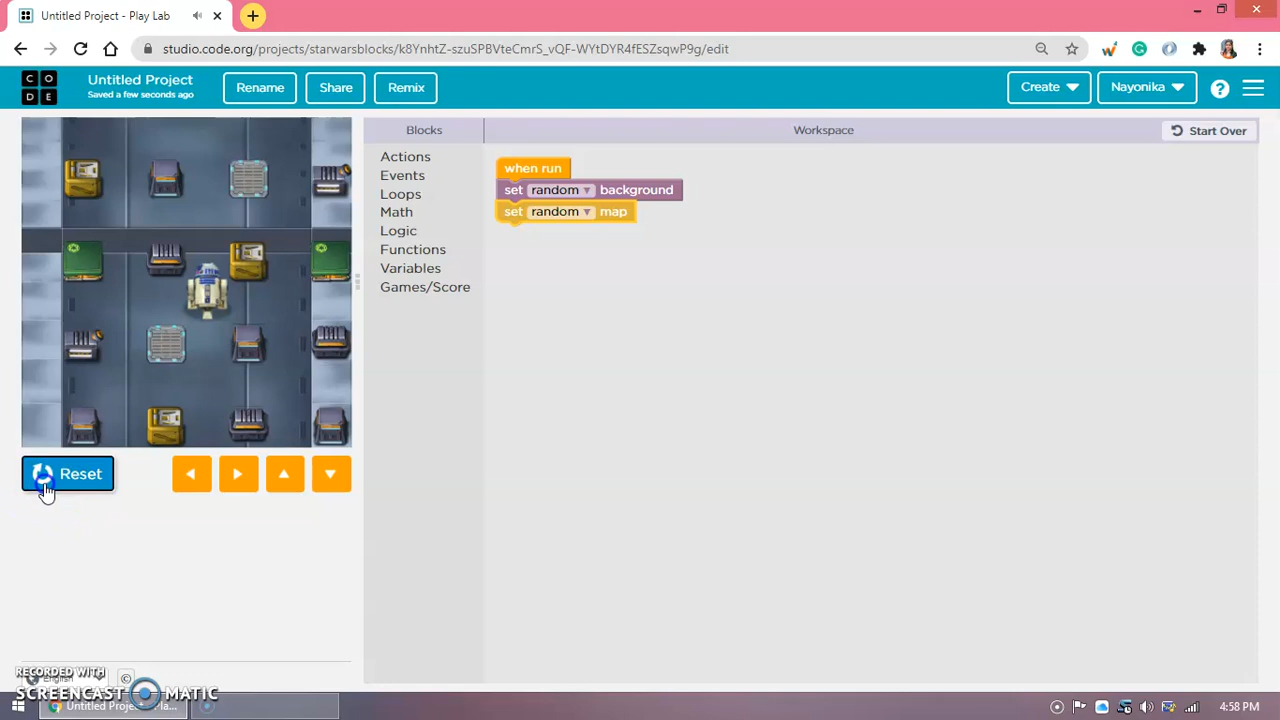 Untitled Project - Play Lab
studio.code.org/projects/starwarsblocks/k8YnhtZ-szuSPBVteCmrS_vQF-WYtDYR4fESZsqwP9g/edit
C O
D E
Untitled Project
Saved a few seconds ago
Rename
Share
Remix
Create
Nayonika
?
Blocks
Workspace
Start Over
Actions
Events
Loops
Math
Logic
Functions
Variables
Games/Score
when run
set random background
set random map
Reset
RECORDED WITH
English
©
SCREENCAST MATIC
Untitled Project - Pla...
4:58 PM